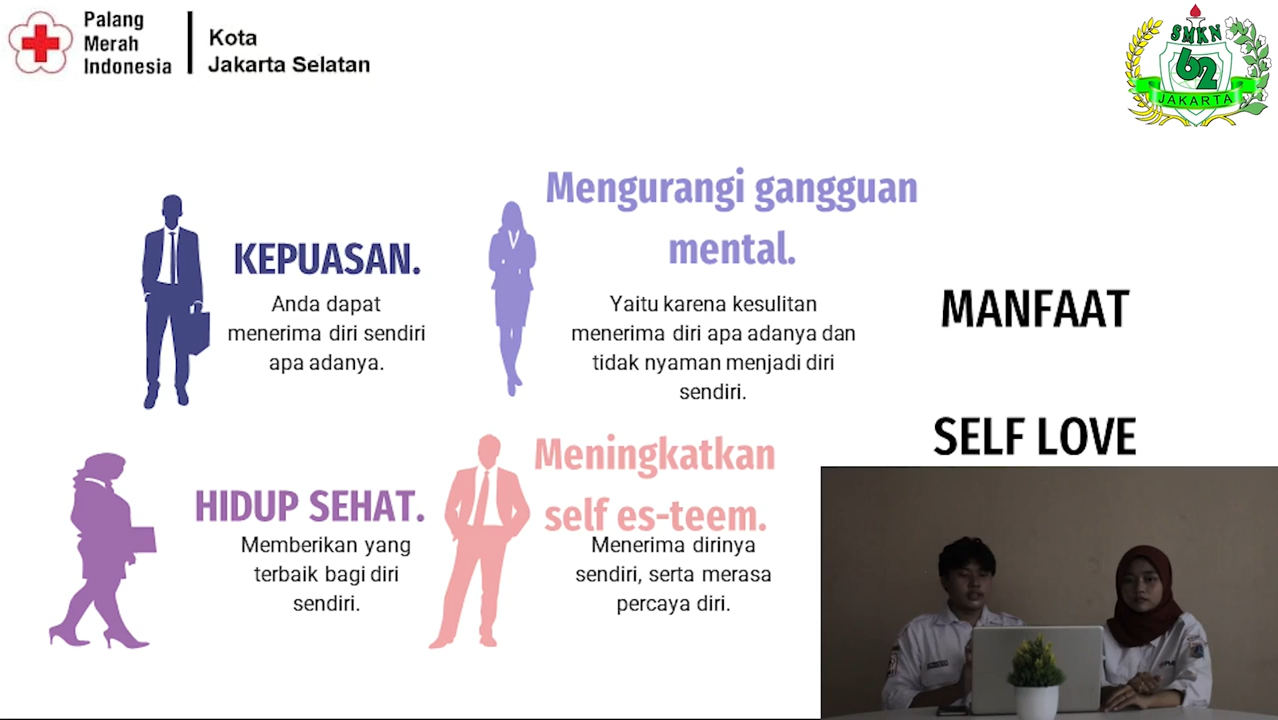 Palang
Merah
Indonesia
Kota
Jakarta Selatan
SMKN
62
JAKARTA
KEPUASAN.
Anda dapat
menerima diri sendiri
apa adanya.
Mengurangi gangguan
mental.
Yaitu karena kesulitan
menerima diri apa adanya dan
tidak nyaman menjadi diri
sendiri.
HIDUP SEHAT.
Memberikan yang
terbaik bagi diri
sendiri.
Meningkatkan
self es-teem.
Menerima dirinya
sendiri, serta merasa
percaya diri.
MANFAAT
SELF LOVE